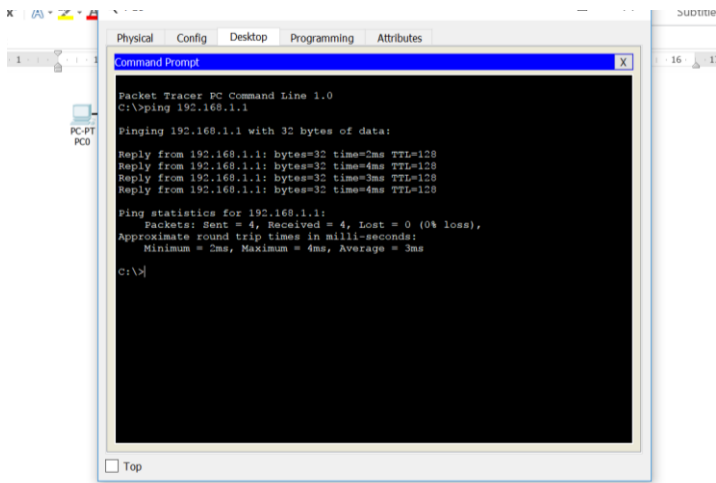 Subtitle
1
1
16
Physical Config Desktop Programming Attributes
Command Prompt X
Packet Tracer PC Command Line 1.0
C:\>ping 192.168.1.1
Pinging 192.168.1.1 with 32 bytes of data:
Reply from 192.168.1.1: bytes=32 time=2ms TTL=128
Reply from 192.168.1.1: bytes=32 time=4ms TTL=128
Reply from 192.168.1.1: bytes=32 time=3ms TTL=128
Reply from 192.168.1.1: bytes=32 time=4ms TTL=128
Ping statistics for 192.168.1.1:
Packets: Sent = 4, Received = 4, Lost = 0 (0% loss),
Approximate round trip times in milli-seconds:
Minimum = 2ms, Maximum = 4ms, Average = 3ms
C:\>
PC-PT
PC0
Top